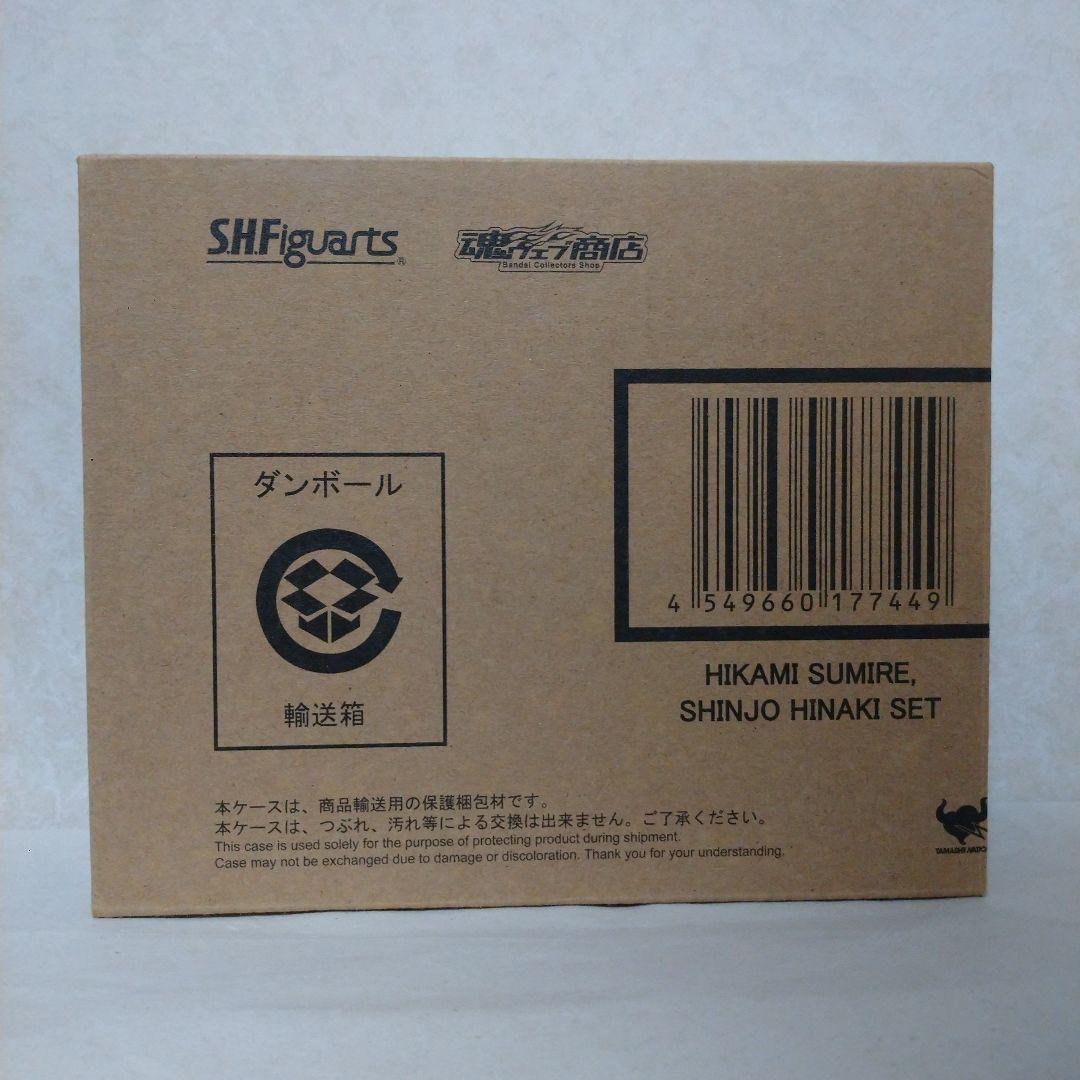 S.H.Figuarts®
魂ウェブ商店
Bandai Collectors Shop
ダンボール
輸送箱
4 549660 177449
HIKAMI SUMIRE,
SHINJO HINAKI SET
本ケースは、商品輸送用の保護梱包材です。
本ケースは、つぶれ、汚れ等による交換は出来ません。ご了承ください。
This case is used solely for the purpose of protecting product during shipment.
Case may not be exchanged due to damage or discoloration. Thank you for your understanding.
TAMASHII